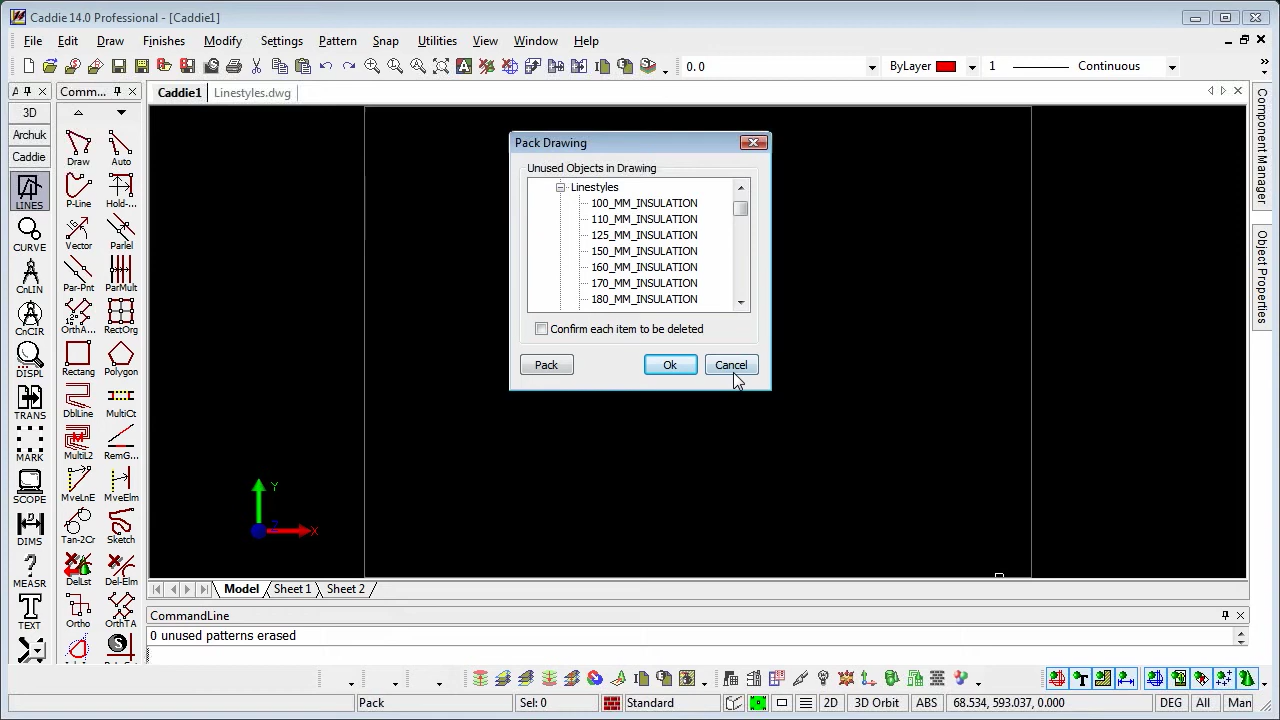 Caddie 14.0 Professional - [Caddie1]
File Edit Draw Finishes Modify Settings Pattern Snap Utilities View Window Help
0, 0 ByLayer 1 Continuous
A Comm... Caddie1 Linestyles.dwg
3D
Archuk
Caddie
LINES
CURVE
CnLIN
CnCIR
DISPL
TRANS
MARK
SCOPE
DIMS
MEASR
TEXT
Draw Auto
P-Line Hold-...
Vector Parlel
Par-Pnt ParMult
OrthA... RectOrg
Rectang Polygon
DblLine MultiCt
MultiL2 RemG...
MveLnE MveElm
Tan-2Cr Sketch
DelLst Del-Elm
Ortho OrthTA
Pack Drawing
Unused Objects in Drawing
Linestyles
100_MM_INSULATION
110_MM_INSULATION
125_MM_INSULATION
150_MM_INSULATION
160_MM_INSULATION
170_MM_INSULATION
180_MM_INSULATION
Confirm each item to be deleted
Pack Ok Cancel
Y
Z X
Component Manager
Object Properties
Model Sheet 1 Sheet 2
CommandLine
0 unused patterns erased
Pack Sel: 0 Standard 2D 3D Orbit ABS 68.534, 593.037, 0.000 DEG All Man